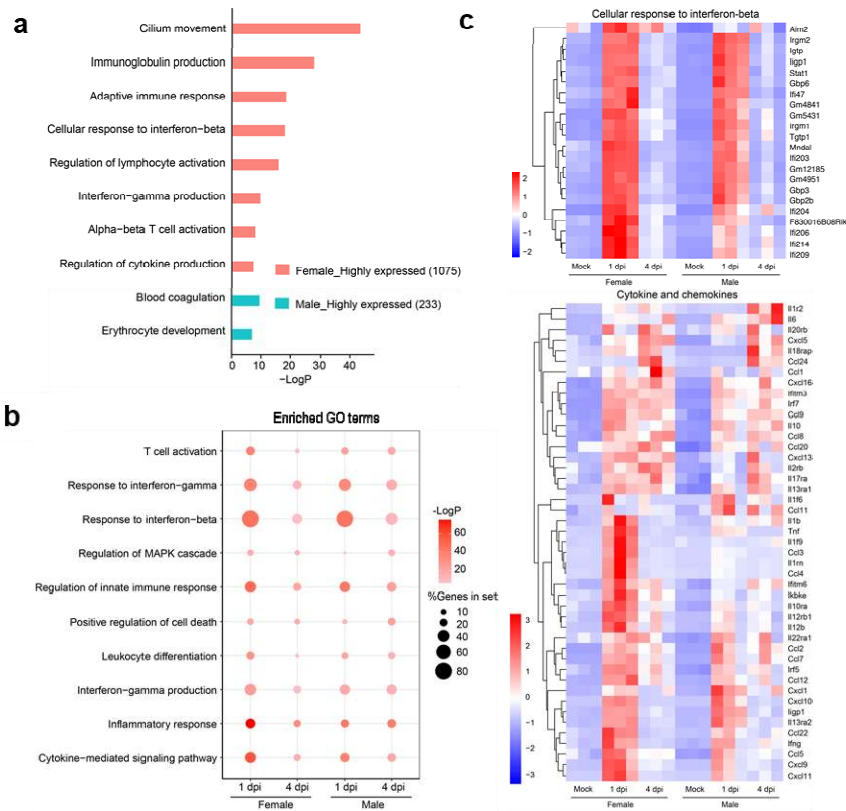 a
Cilium movement
Immunoglobulin production
Adaptive immune response
Cellular response to interferon-beta
Regulation of lymphocyte activation
Interferon-gamma production
Alpha-beta T cell activation
Regulation of cytokine production
Blood coagulation
Erythrocyte development
Female_Highly expressed (1075)
Male_Highly expressed (233)
0 10 20 30 40
-LogP
b
Enriched GO terms
T cell activation
Response to interferon-gamma
Response to interferon-beta
Regulation of MAPK cascade
Regulation of innate immune response
Positive regulation of cell death
Leukocyte differentiation
Interferon-gamma production
Inflammatory response
Cytokine-mediated signaling pathway
1 dpi 4 dpi 1 dpi 4 dpi
Female Male
-LogP
60
40
20
%Genes in set
10
20
40
60
80
c
Cellular response to interferon-beta
Aim2
Irgm2
Igtp
Iigp1
Stat1
Gbp6
Ifi47
Gm4841
Gm5431
irgm1
Tgtp1
Mndal
Ifi203
Gm12185
Gm4951
Gbp3
Gbp2b
Ifi204
F830016B08RIK
Ifi206
Ifi214
Ifi209
2
1
0
−1
−2
Mock 1 dpi 4 dpi Mock 1 dpi 4 dpi
Female Male
Cytokine and chemokines
Il1r2
Il6
Il20rb
Cxcl5
Il18rap
Ccl24
Ccl1
Cxcl16
Ifitm3
Irf7
Ccl9
Il10
Ccl8
Ccl20
Cxcl13
Il2rb
Il17ra
Il13ra1
Il1f6
Ccl11
Il1b
Tnf
Il1f9
Ccl3
Il1rn
Ccl4
Ifitm6
Ikbke
Il10ra
Il12rb1
Il12b
Il22ra1
Ccl2
Ccl7
Irf5
Ccl12
Cxcl1
Cxcl10
Iigp1
Il13ra2
Ccl22
Ifng
Ccl5
Cxcl9
Cxcl11
3
2
1
0
−1
−2
−3
Mock 1 dpi 4 dpi Mock 1 dpi 4 dpi
Female Male